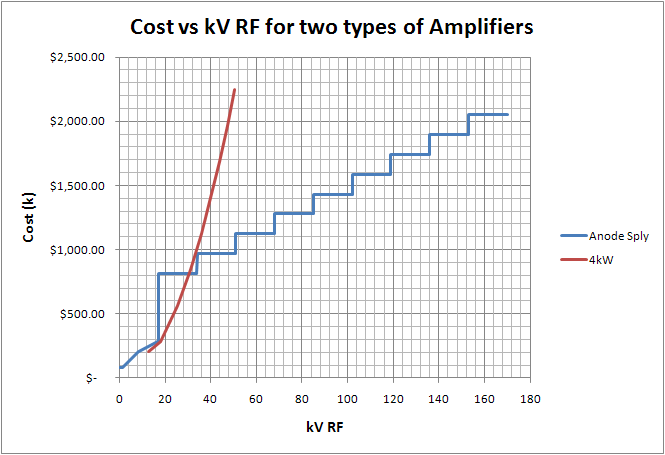 Cost vs kV RF for two types of Amplifiers
$2,500.00
$2,000.00
$1,500.00
$1,000.00
$500.00
$-
Cost (k)
0 20 40 60 80 100 120 140 160 180
kV RF
Anode Sply
4kW